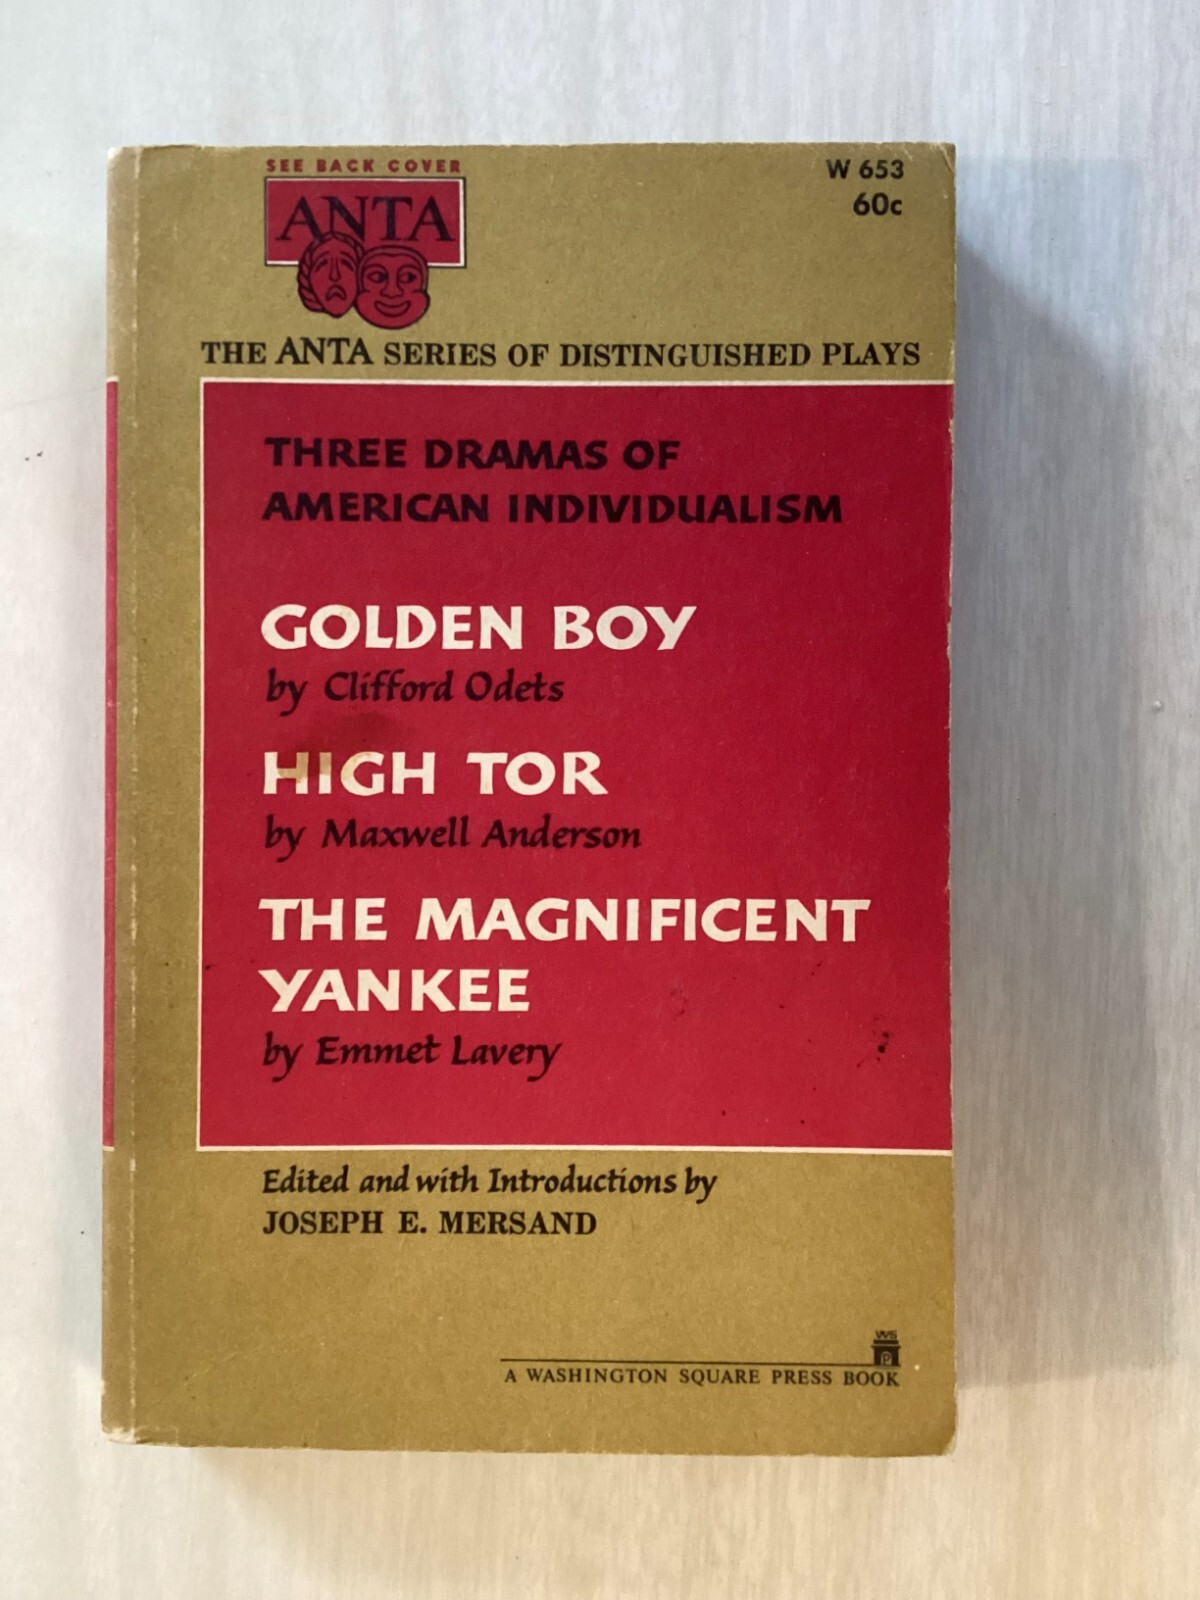 SEE BACK COVER
ANTA
W 653
60c
THE ANTA SERIES OF DISTINGUISHED PLAYS
THREE DRAMAS OF
AMERICAN INDIVIDUALISM
GOLDEN BOY
by Clifford Odets
HIGH TOR
by Maxwell Anderson
THE MAGNIFICENT
YANKEE
by Emmet Lavery
Edited and with Introductions by
JOSEPH E. MERSAND
WS
P
A WASHINGTON SQUARE PRESS BOOK